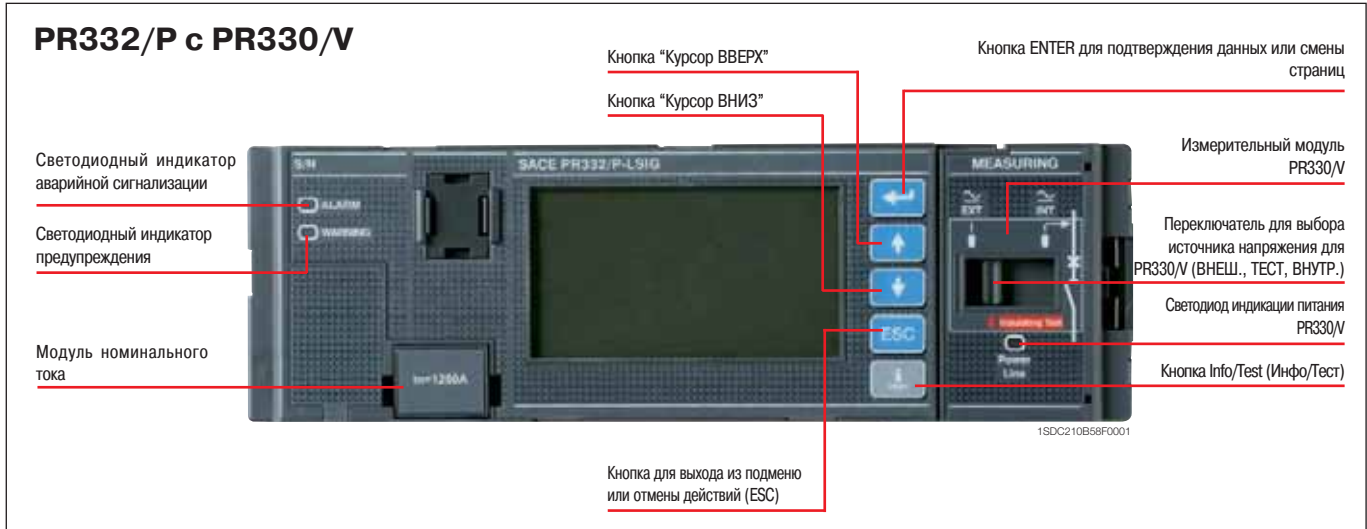 PR332/P с PR330/V
Кнопка “Курсор ВВЕРХ”
Кнопка “Курсор ВНИЗ”
Кнопка ENTER для подтверждения данных или смены
страниц
Светодиодный индикатор
аварийной сигнализации
Светодиодный индикатор
предупреждения
Модуль номинального
тока
S/N
ALARM
WARNING
In=1200A
SACE PR332/P-LSIG
ESC
MEASURING
EXT
INT
Insulating Test
Power
Line
Измерительный модуль
PR330/V
Переключатель для выбора
источника напряжения для
PR330/V (ВНЕШ., ТЕСТ, ВНУТР.)
Светодиод индикации питания
PR330/V
Кнопка Info/Test (Инфо/Тест)
1SDC210B58F0001
Кнопка для выхода из подменю
или отмены действий (ESC)